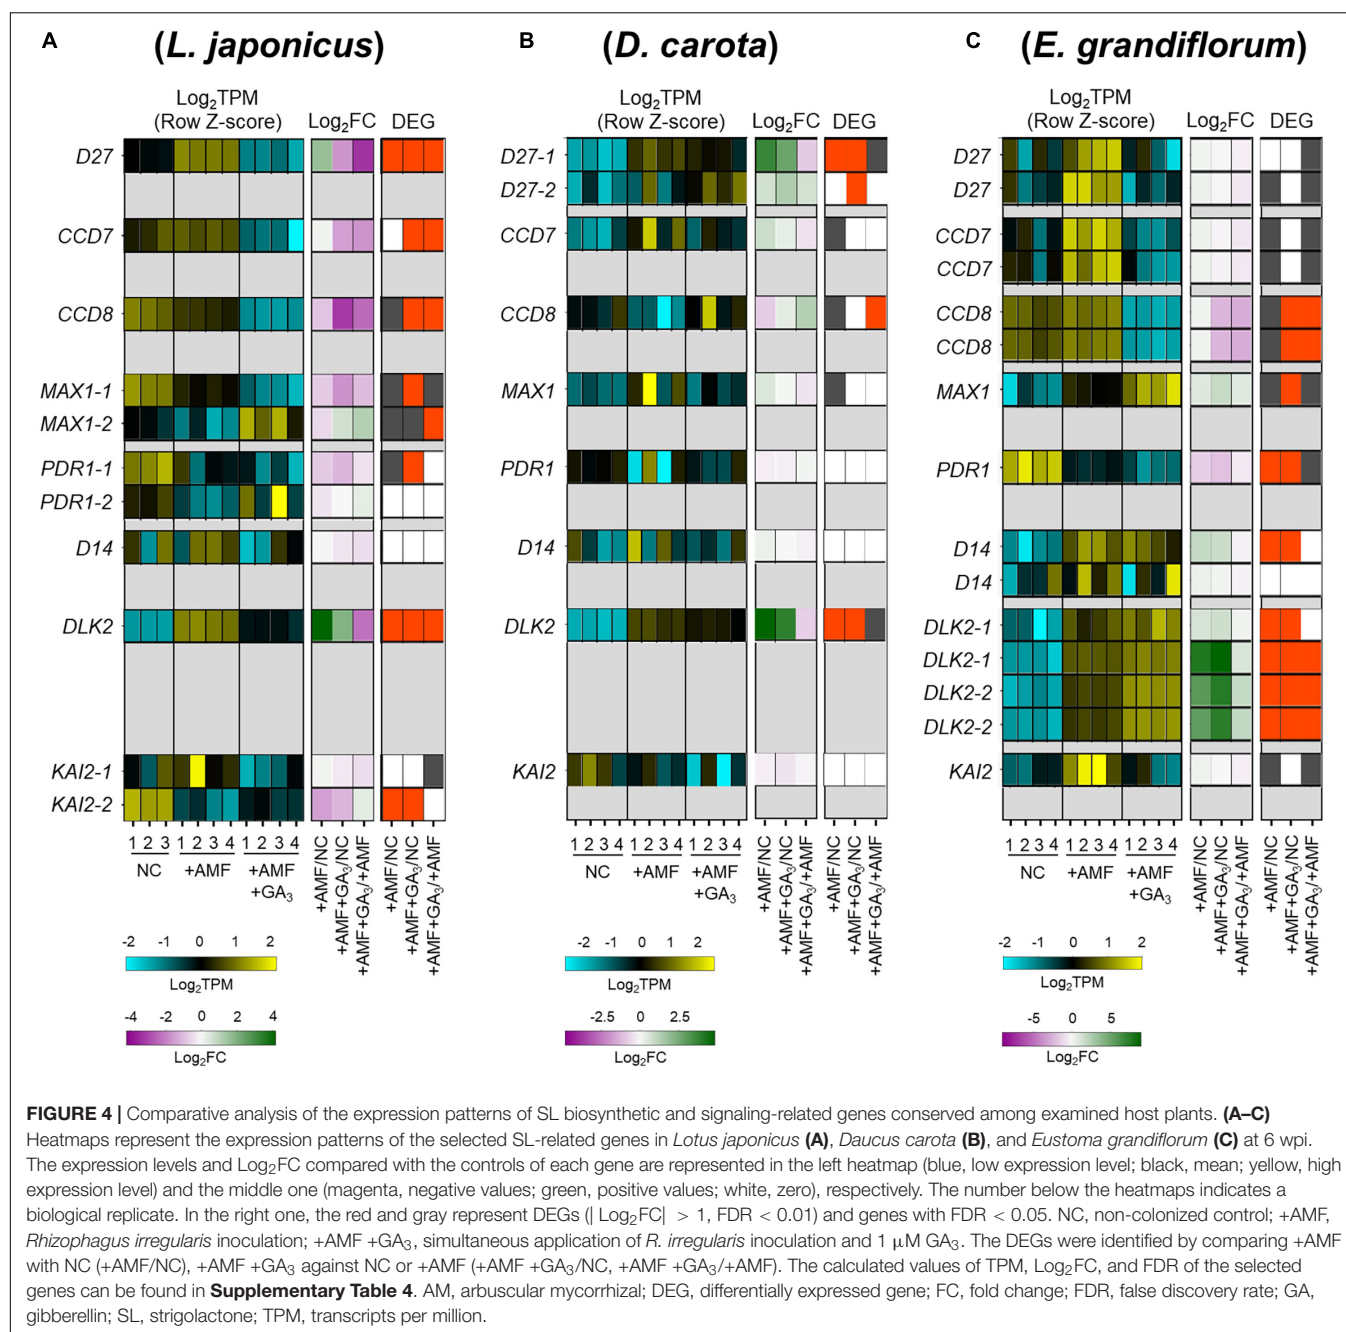 A (L. japonicus)
Log2TPM
(Row Z-score) Log2FC DEG
D27
CCD7
CCD8
MAX1-1
MAX1-2
PDR1-1
PDR1-2
D14
DLK2
KAI2-1
KAI2-2
1 2 3 1 2 3 4 1 2 3 4
NC +AMF +AMF
+GA3
+AMF/NC
+AMF+GA3/NC
+AMF+GA3/+AMF
+AMF/NC
+AMF+GA3/NC
+AMF+GA3/+AMF
-2 -1 0 1 2
Log2TPM
-4 -2 0 2 4
Log2FC
B (D. carota)
Log2TPM
(Row Z-score) Log2FC DEG
D27-1
D27-2
CCD7
CCD8
MAX1
PDR1
D14
DLK2
KAI2
1 2 3 4 1 2 3 4 1 2 3 4
NC +AMF +AMF
+GA3
+AMF/NC
+AMF+GA3/NC
+AMF+GA3/+AMF
+AMF/NC
+AMF+GA3/NC
+AMF+GA3/+AMF
-2 -1 0 1 2
Log2TPM
-2.5 0 2.5
Log2FC
C (E. grandiflorum)
Log2TPM
(Row Z-score) Log2FC DEG
D27
D27
CCD7
CCD7
CCD8
CCD8
MAX1
PDR1
D14
D14
DLK2-1
DLK2-1
DLK2-2
DLK2-2
KAI2
1 2 3 4 1 2 3 4 1 2 3 4
NC +AMF +AMF
+GA3
+AMF/NC
+AMF+GA3/NC
+AMF+GA3/+AMF
+AMF/NC
+AMF+GA3/NC
+AMF+GA3/+AMF
-2 -1 0 1 2
Log2TPM
-5 0 5
Log2FC
FIGURE 4 | Comparative analysis of the expression patterns of SL biosynthetic and signaling-related genes conserved among examined host plants. (A–C)
Heatmaps represent the expression patterns of the selected SL-related genes in Lotus japonicus (A), Daucus carota (B), and Eustoma grandiflorum (C) at 6 wpi.
The expression levels and Log2FC compared with the controls of each gene are represented in the left heatmap (blue, low expression level; black, mean; yellow, high
expression level) and the middle one (magenta, negative values; green, positive values; white, zero), respectively. The number below the heatmaps indicates a
biological replicate. In the right one, the red and gray represent DEGs (| Log2FC| > 1, FDR < 0.01) and genes with FDR < 0.05. NC, non-colonized control; +AMF,
Rhizophagus irregularis inoculation; +AMF +GA3, simultaneous application of R. irregularis inoculation and 1 μM GA3. The DEGs were identified by comparing +AMF
with NC (+AMF/NC), +AMF +GA3 against NC or +AMF (+AMF +GA3/NC, +AMF +GA3/+AMF). The calculated values of TPM, Log2FC, and FDR of the selected
genes can be found in Supplementary Table 4. AM, arbuscular mycorrhizal; DEG, differentially expressed gene; FC, fold change; FDR, false discovery rate; GA,
gibberellin; SL, strigolactone; TPM, transcripts per million.